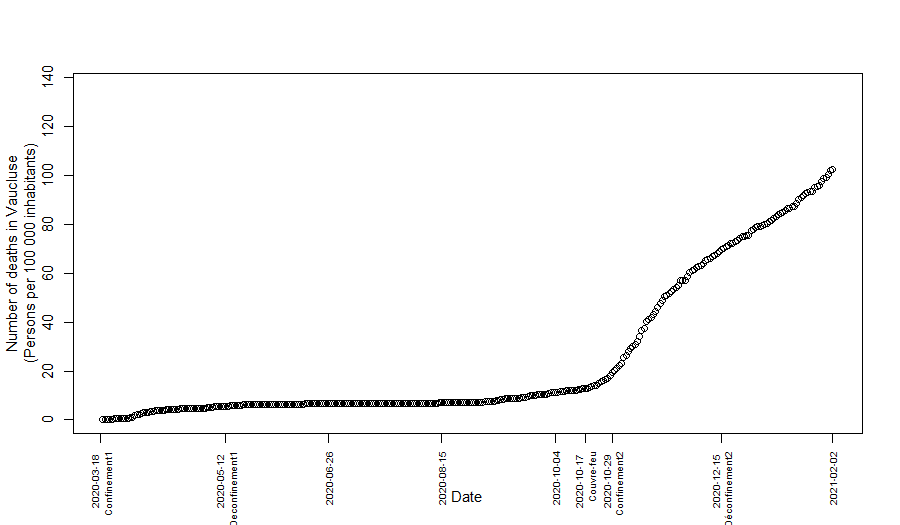 Number of deaths in Vaucluse
(Persons per 100 000 inhabitants)
0
20
40
60
80
100
120
140
2020-03-18
Confinement1
2020-05-12
Déconfinement1
2020-06-26
2020-08-15
2020-10-04
2020-10-17
Couvre-feu
2020-10-29
Confinement2
2020-12-15
Déconfinement2
2021-02-02
Date